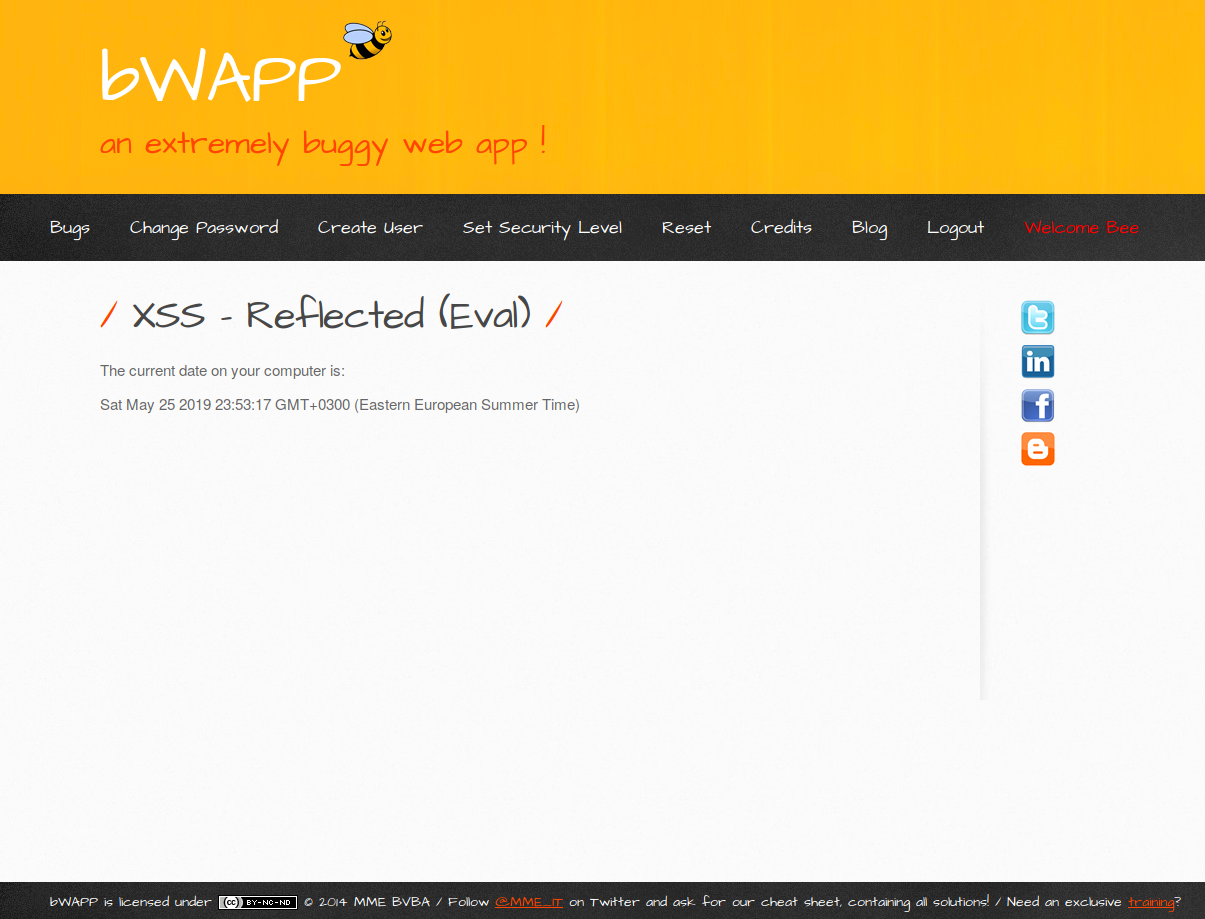 bWAPP
an extremely buggy web app !
Bugs Change Password Create User Set Security Level Reset Credits Blog Logout Welcome Bee
/ XSS - Reflected (Eval) /
The current date on your computer is:
Sat May 25 2019 23:53:17 GMT+0300 (Eastern European Summer Time)
t
in
f
B
bWAPP is licensed under (cc) BY-NC-ND © 2014 MME BVBA / Follow @MME_IT on Twitter and ask for our cheat sheet, containing all solutions! / Need an exclusive training?